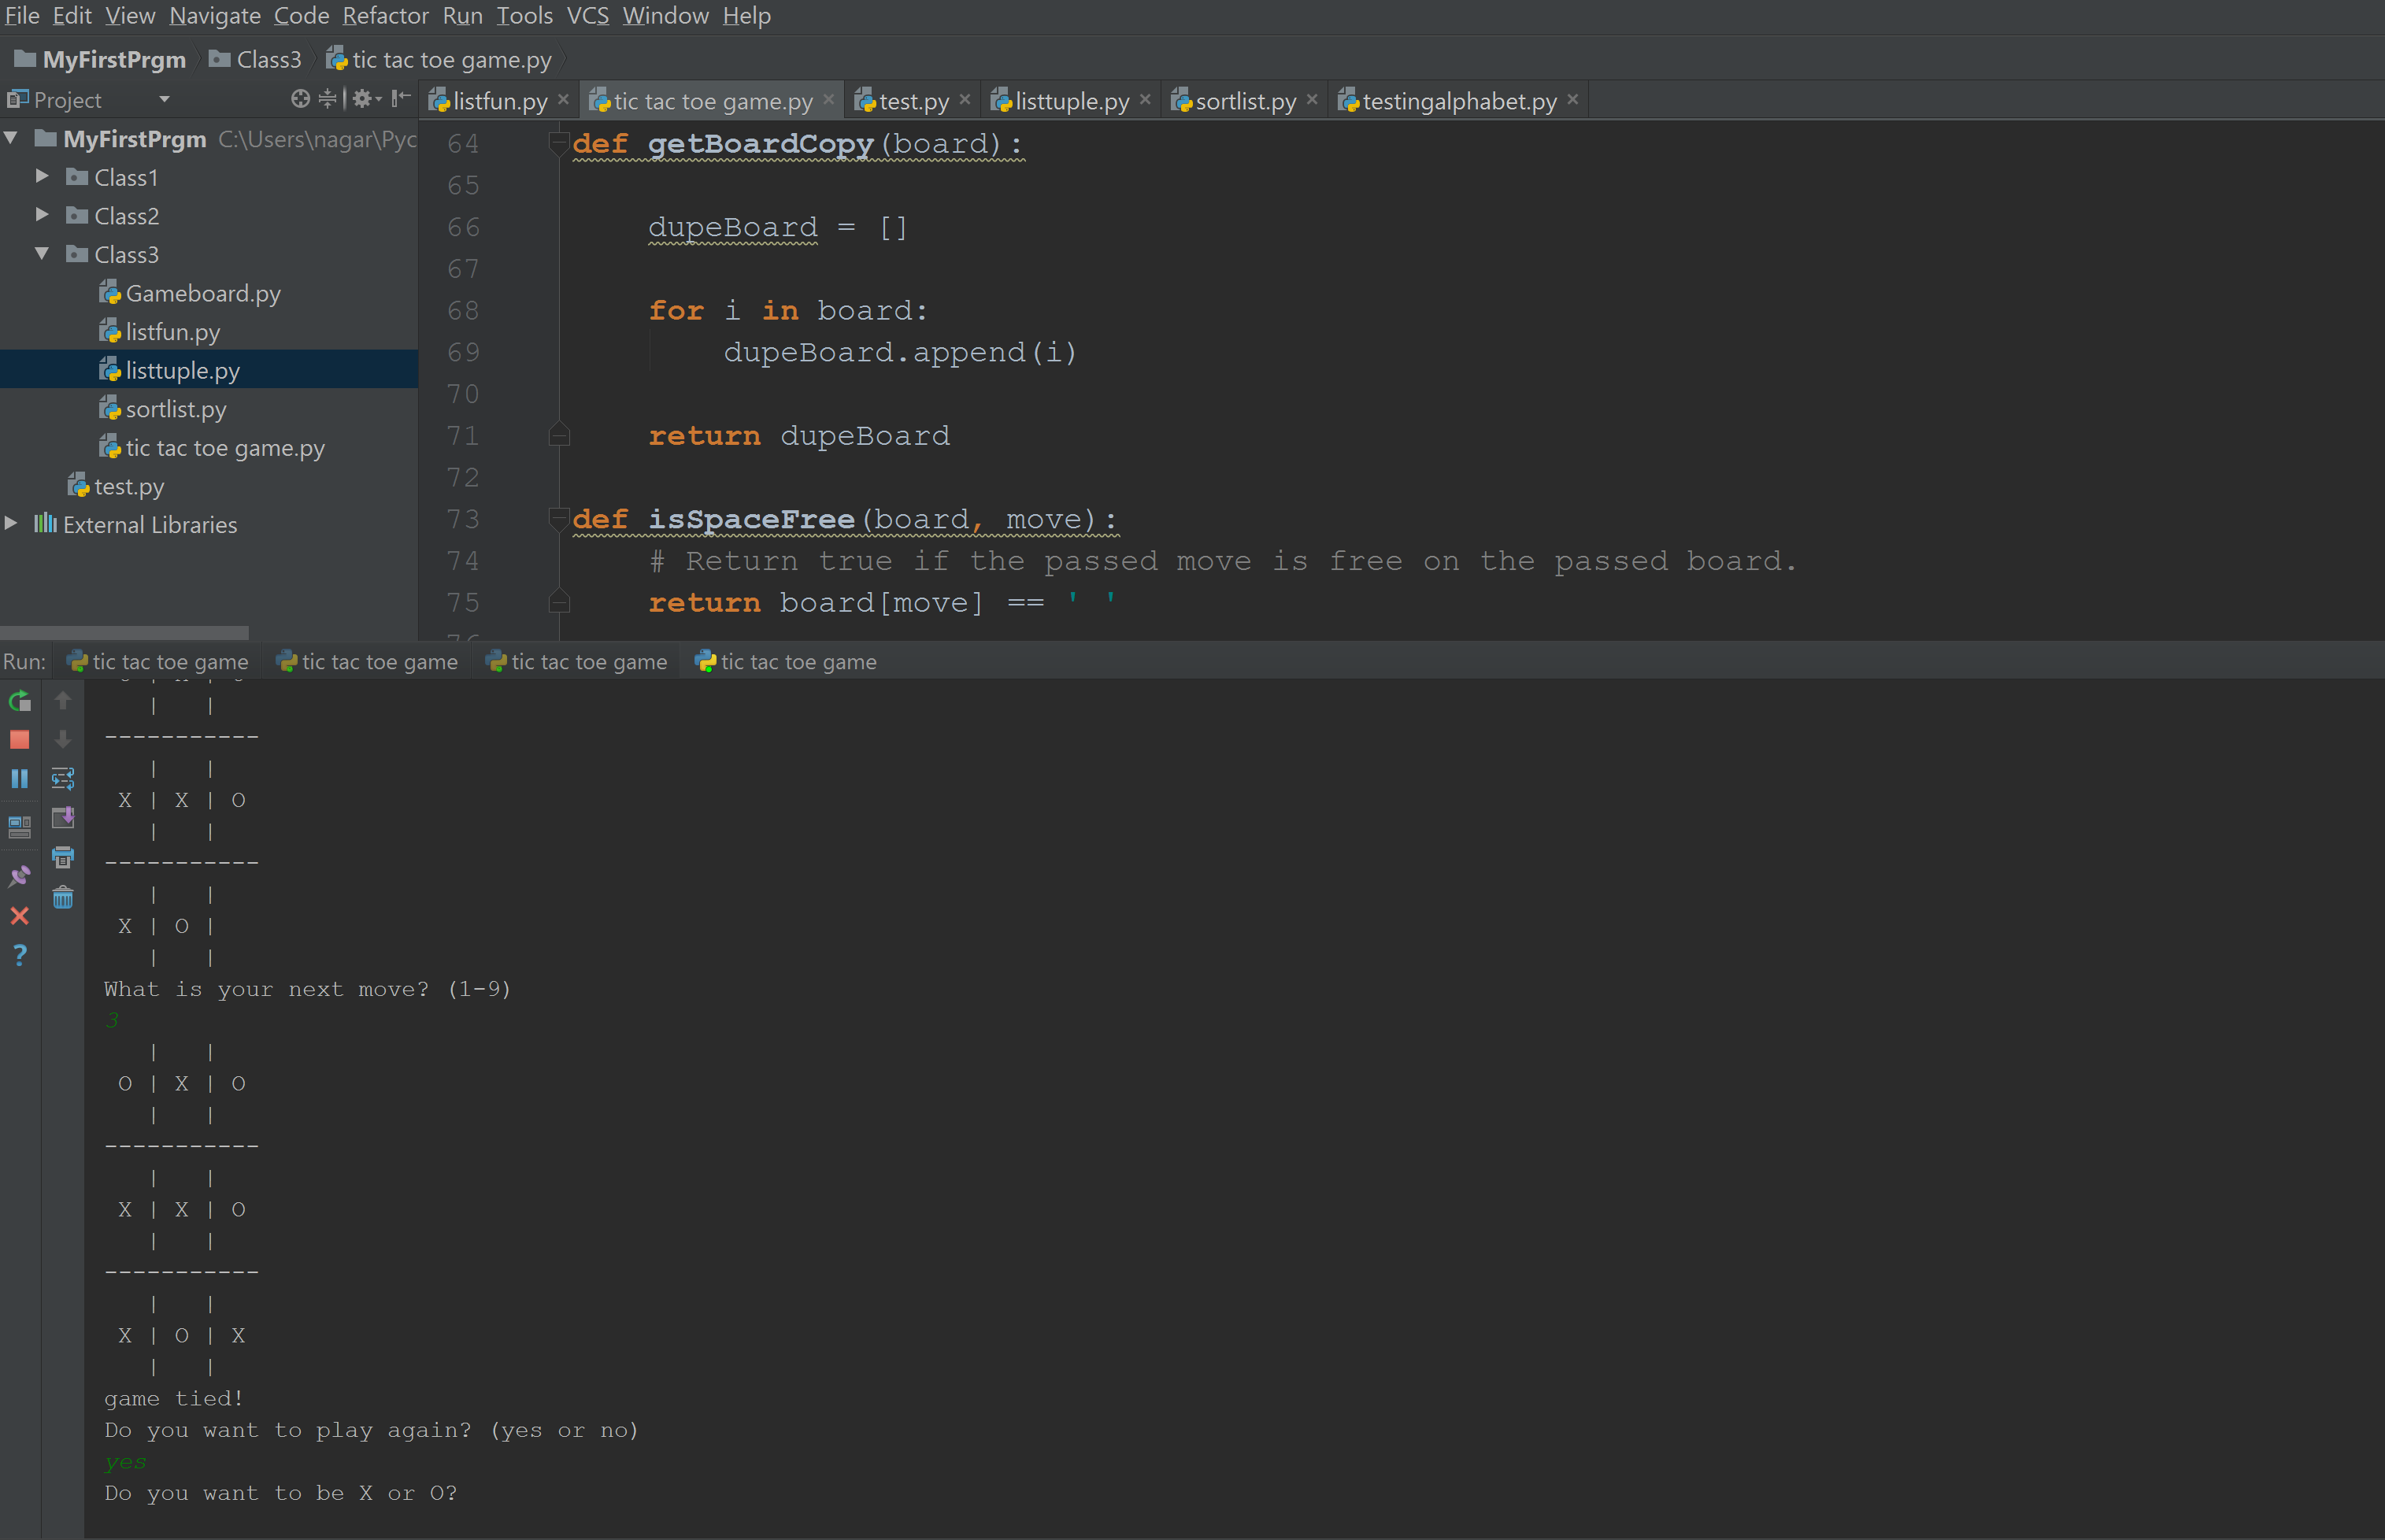 File Edit View Navigate Code Refactor Run Tools VCS Window Help
MyFirstPrgm Class3 tic tac toe game.py
Project
listfun.py tic tac toe game.py test.py listtuple.py sortlist.py testingalphabet.py
MyFirstPrgm C:\Users\nagar\Pyc
Class1
Class2
Class3
Gameboard.py
listfun.py
listtuple.py
sortlist.py
tic tac toe game.py
test.py
External Libraries
64 def getBoardCopy(board):
65
66 dupeBoard = []
67
68 for i in board:
69 dupeBoard.append(i)
70
71 return dupeBoard
72
73 def isSpaceFree(board, move):
74 # Return true if the passed move is free on the passed board.
75 return board[move] == ' '
Run: tic tac toe game tic tac toe game tic tac toe game tic tac toe game
| |
-----------
| |
X | X | O
| |
-----------
| |
X | O |
| |
What is your next move? (1-9)
3
| |
O | X | O
| |
-----------
| |
X | X | O
| |
-----------
| |
X | O | X
| |
game tied!
Do you want to play again? (yes or no)
yes
Do you want to be X or O?